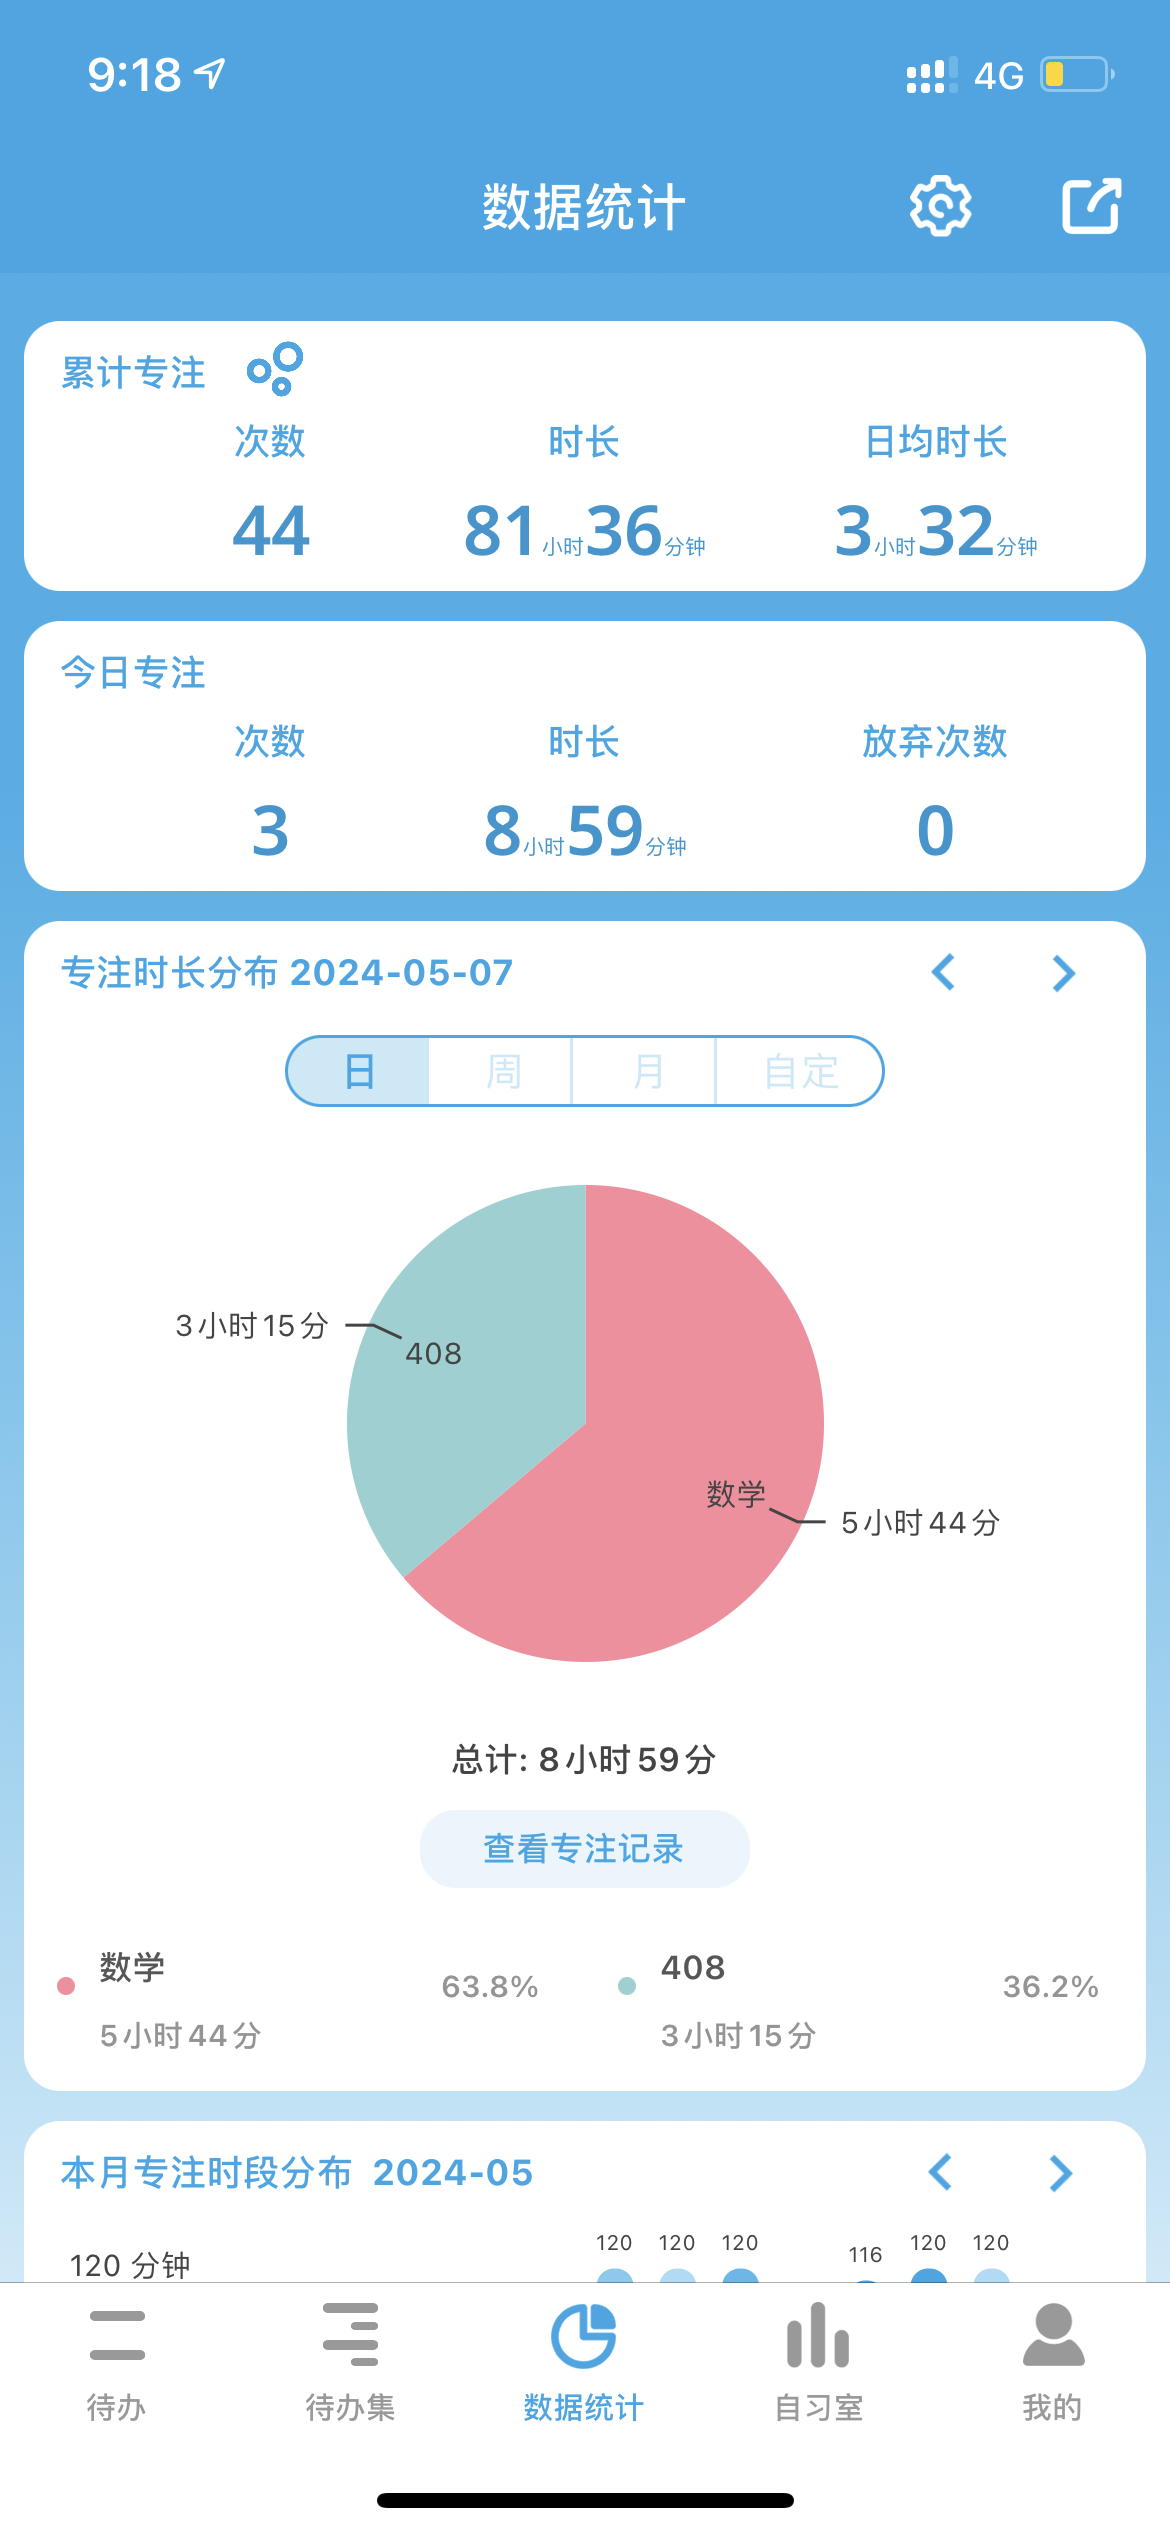 9:18 4G
数据统计
累计专注
次数 时长 日均时长
44 81小时36分钟 3小时32分钟
今日专注
次数 时长 放弃次数
3 8小时59分钟 0
专注时长分布 2024-05-07
日 周 月 自定
3小时15分
408
数学
5小时44分
总计: 8小时59分
查看专注记录
数学 63.8%
5小时44分
408 36.2%
3小时15分
本月专注时段分布 2024-05
120 120 120 116 120 120
120 分钟
待办 待办集 数据统计 自习室 我的